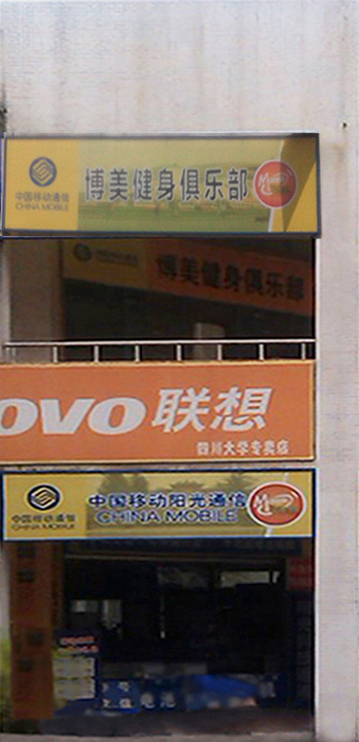 中国移动通信
CHINA MOBILE
博美健身俱乐部
博美健身俱乐部
ovo 联想
四川大学专卖店
中国移动通信
CHINA MOBILE
中国移动阳光通信
CHINA MOBILE